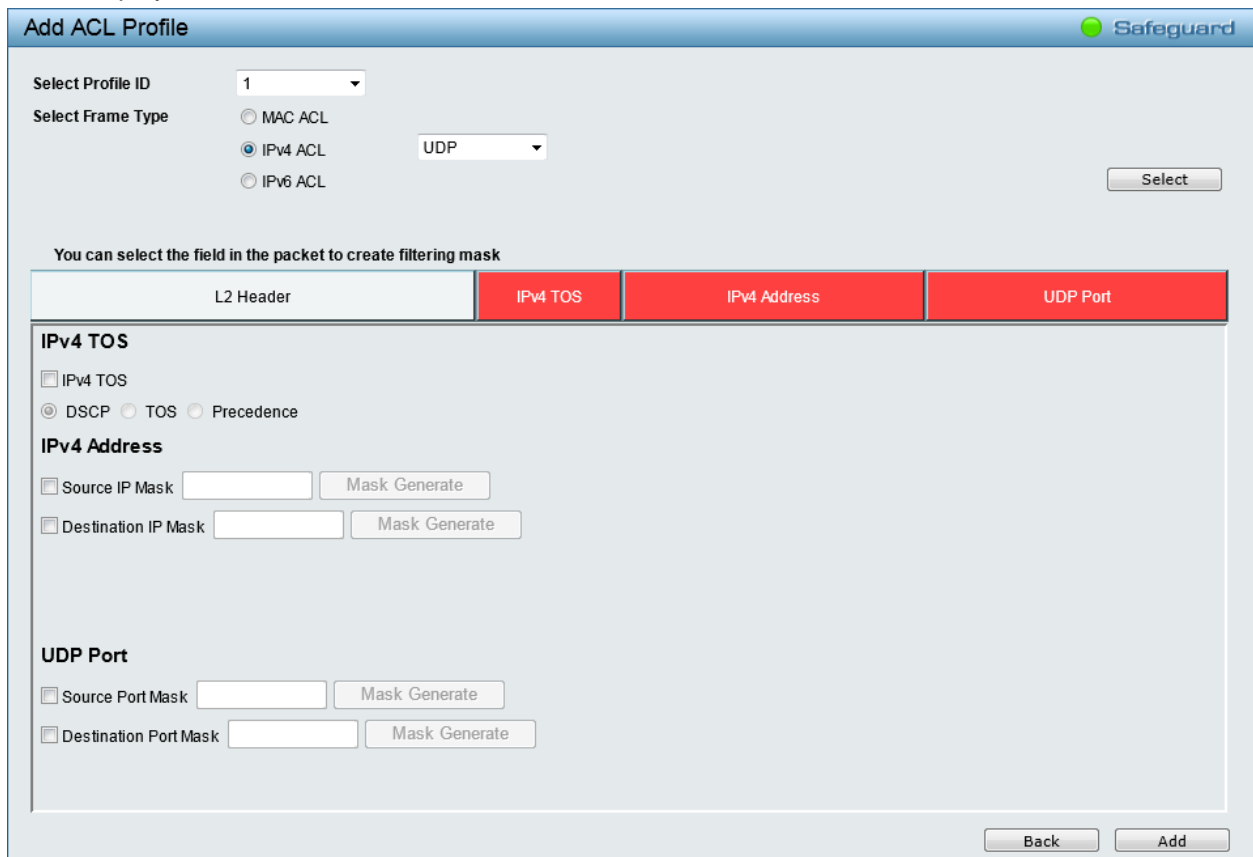 Add ACL Profile Safeguard
Select Profile ID 1
Select Frame Type MAC ACL
IPv4 ACL UDP
IPv6 ACL
Select
You can select the field in the packet to create filtering mask
L2 Header IPv4 TOS IPv4 Address UDP Port
IPv4 TOS
IPv4 TOS
DSCP TOS Precedence
IPv4 Address
Source IP Mask Mask Generate
Destination IP Mask Mask Generate
UDP Port
Source Port Mask Mask Generate
Destination Port Mask Mask Generate
Back Add